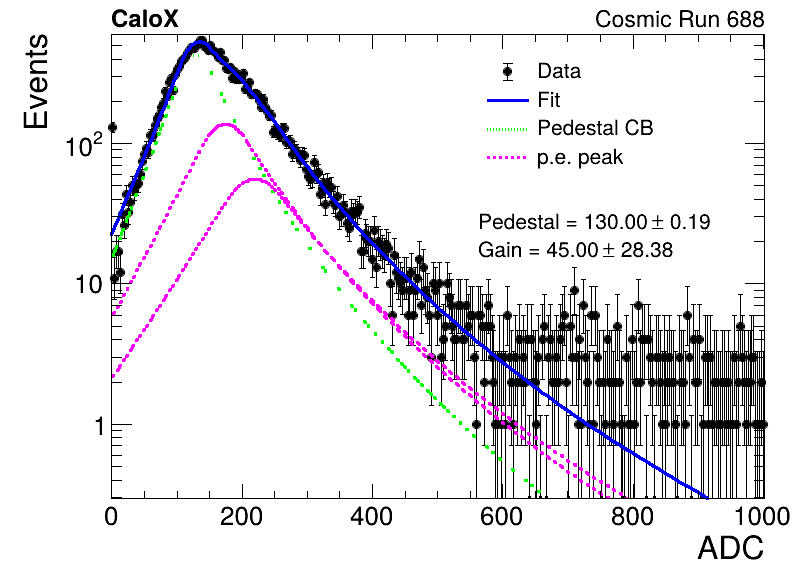 CaloX Cosmic Run 688
Events
Data
Fit
Pedestal CB
p.e. peak
Pedestal = 130.00 ± 0.19
Gain = 45.00 ± 28.38
10²
10
1
0 200 400 600 800 1000
ADC